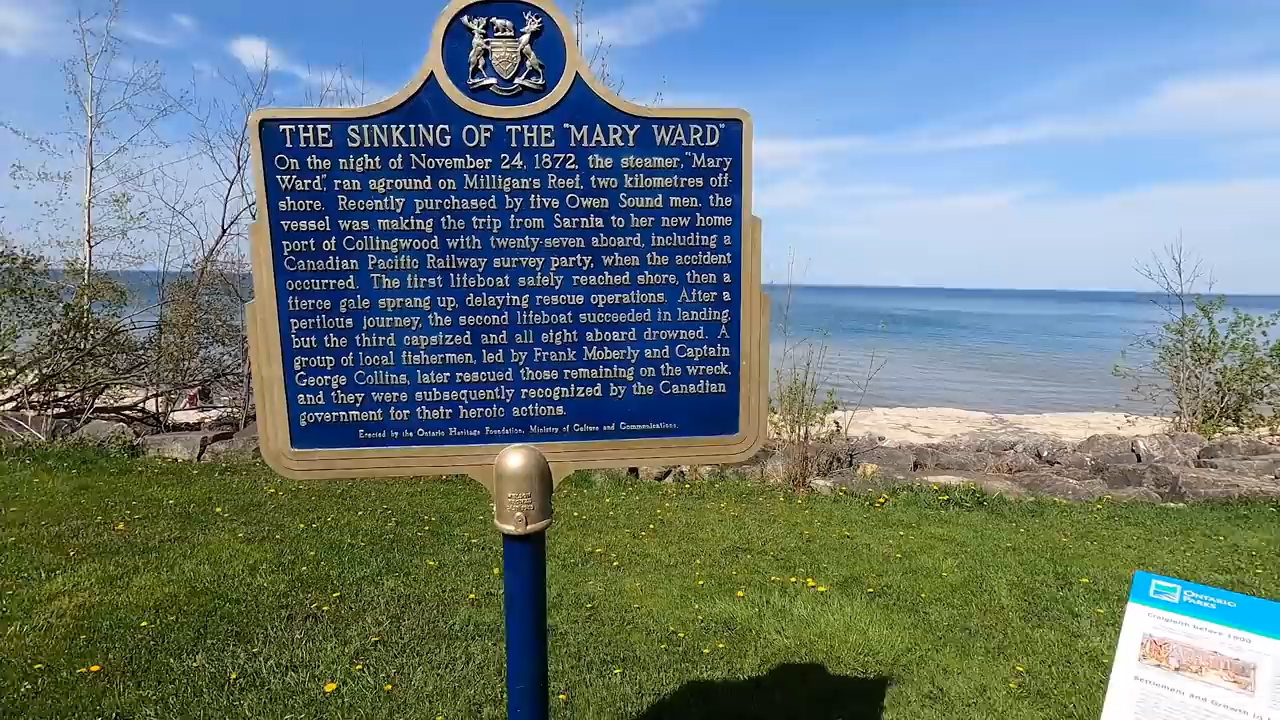 THE SINKING OF THE "MARY WARD"
On the night of November 24, 1872, the steamer, "Mary
Ward", ran aground on Milligan's Reef, two kilometres off-
shore. Recently purchased by five Owen Sound men, the
vessel was making the trip from Sarnia to her new home
port of Collingwood with twenty-seven aboard, including a
Canadian Pacific Railway survey party, when the accident
occurred. The first lifeboat safely reached shore, then a
fierce gale sprang up, delaying rescue operations. After a
perilous journey, the second lifeboat succeeded in landing,
but the third capsized and all eight aboard drowned. A
group of local fishermen, led by Frank Moberly and Captain
George Collins, later rescued those remaining on the wreck,
and they were subsequently recognized by the Canadian
government for their heroic actions.
Erected by the Ontario Heritage Foundation, Ministry of Culture and Communications.
ONTARIO
PARKS
Craigleith before 1900
Settlement and Growth in